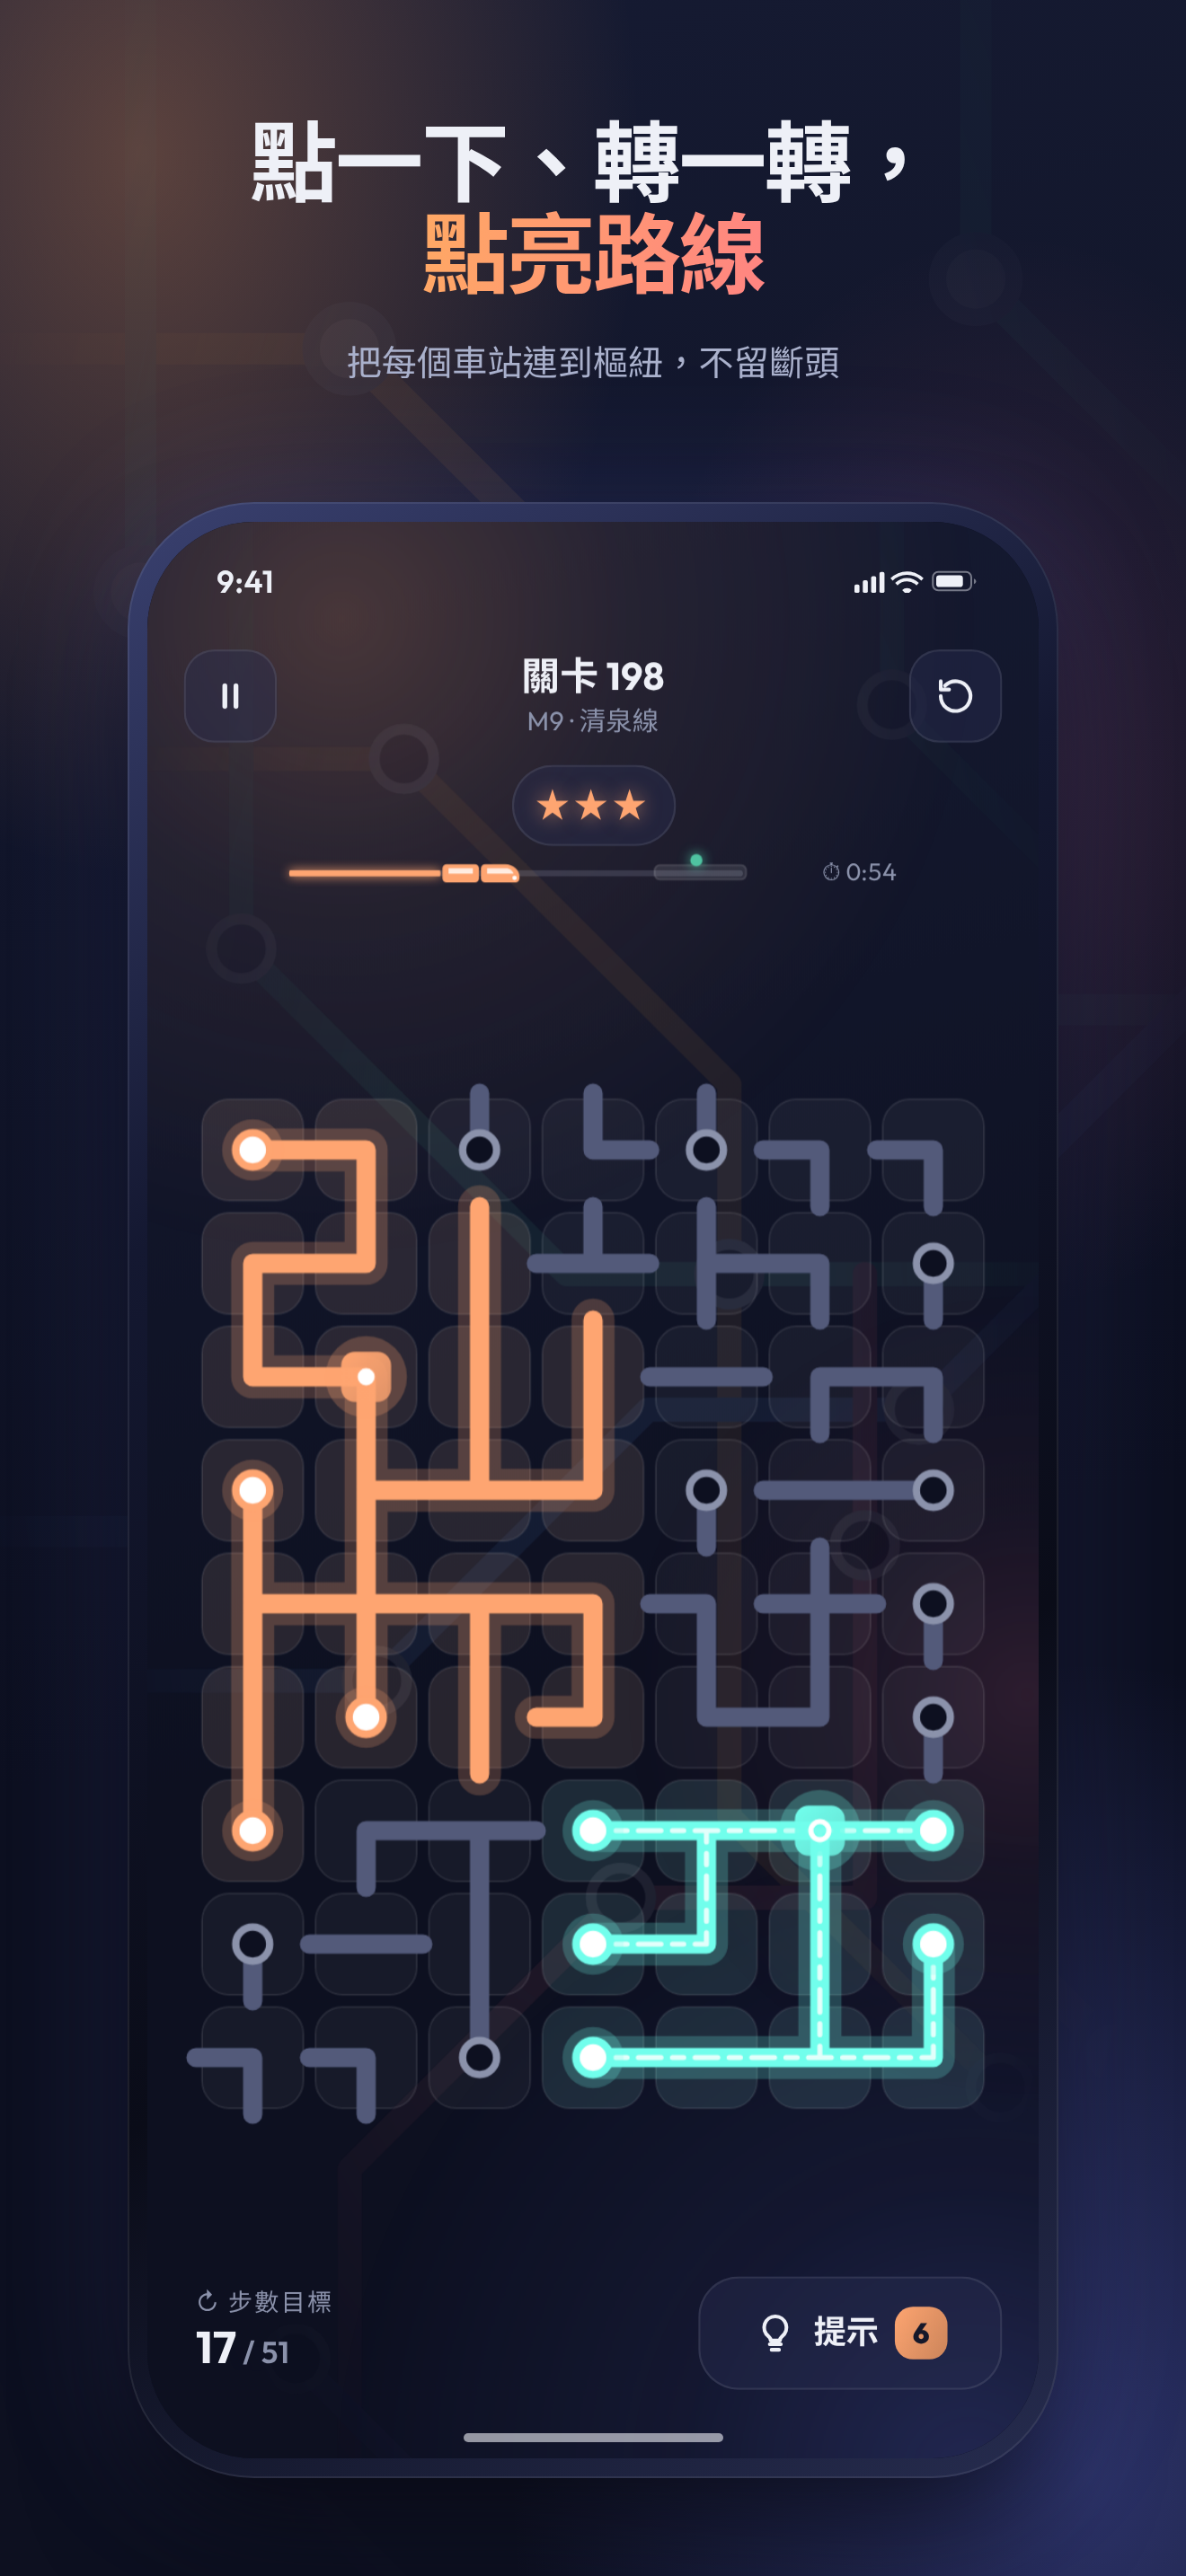 點一下、轉一轉，
點亮路線
把每個車站連到樞紐，不留斷頭
9:41
關卡 198
M9 · 清泉線
0:54
步數目標
17 / 51
提示 6